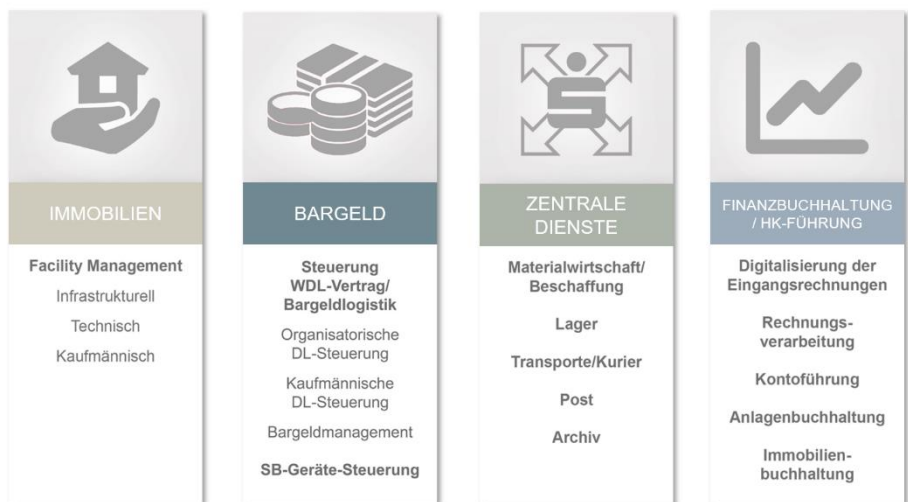 IMMOBILIEN
Facility Management
Infrastrukturell
Technisch
Kaufmännisch
BARGELD
Steuerung
WDL-Vertrag/
Bargeldlogistik
Organisatorische
DL-Steuerung
Kaufmännische
DL-Steuerung
Bargeldmanagement
SB-Geräte-Steuerung
ZENTRALE
DIENSTE
Materialwirtschaft/
Beschaffung
Lager
Transporte/Kurier
Post
Archiv
FINANZBUCHHALTUNG
/ HK-FÜHRUNG
Digitalisierung der
Eingangsrechnungen
Rechnungs-
verarbeitung
Kontoführung
Anlagenbuchhaltung
Immobilien-
buchhaltung